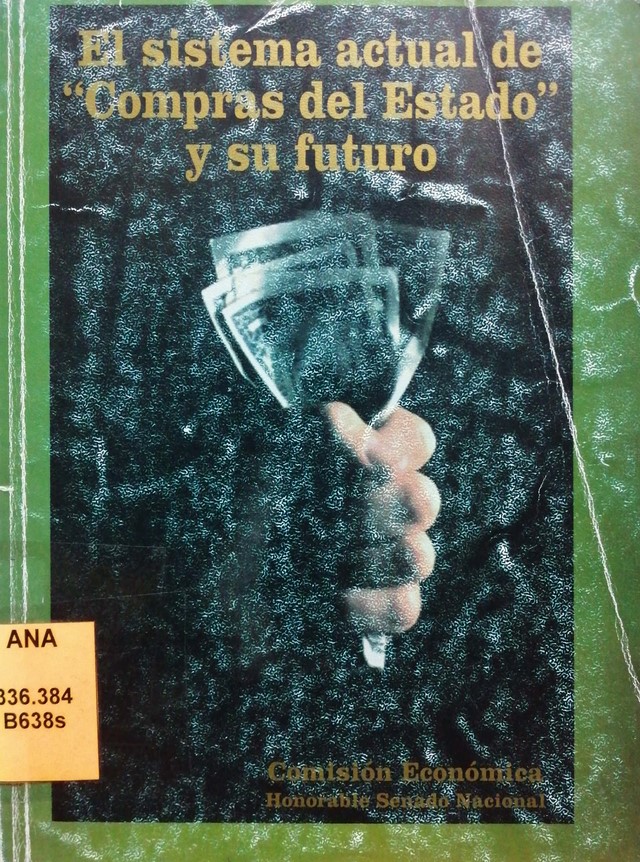 El sistema actual de
“Compras del Estado”
y su futuro
ANA
336.384
B638s
Comisión Económica
Honorable Senado Nacional